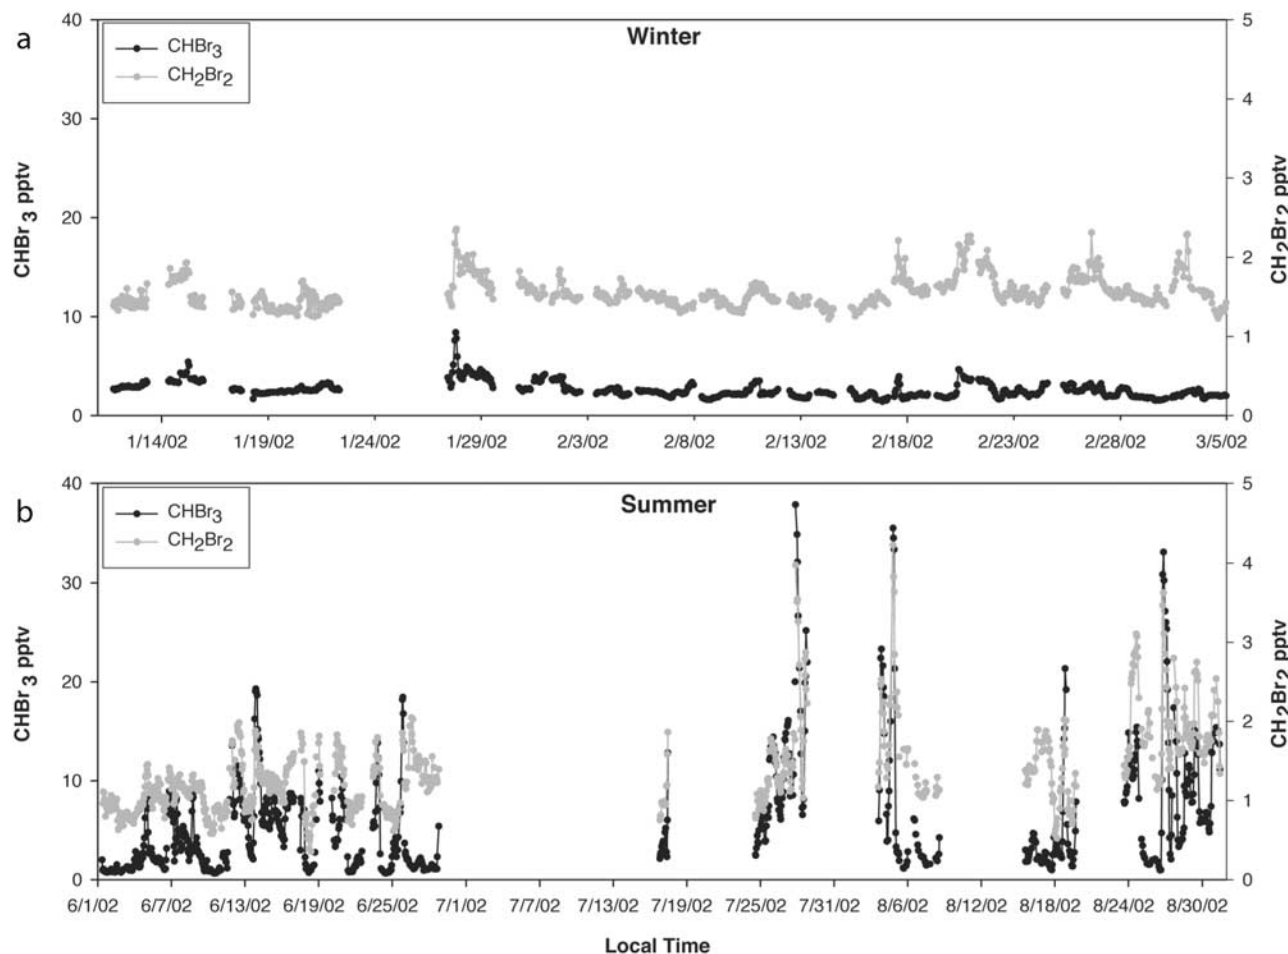 a
Winter
CHBr3
CH2Br2
40
30
20
10
0
CHBr3 pptv
5
4
3
2
1
0
CH2Br2 pptv
1/14/02 1/19/02 1/24/02 1/29/02 2/3/02 2/8/02 2/13/02 2/18/02 2/23/02 2/28/02 3/5/02
b
Summer
CHBr3
CH2Br2
40
30
20
10
0
CHBr3 pptv
5
4
3
2
1
0
CH2Br2 pptv
6/1/02 6/7/02 6/13/02 6/19/02 6/25/02 7/1/02 7/7/02 7/13/02 7/19/02 7/25/02 7/31/02 8/6/02 8/12/02 8/18/02 8/24/02 8/30/02
Local Time